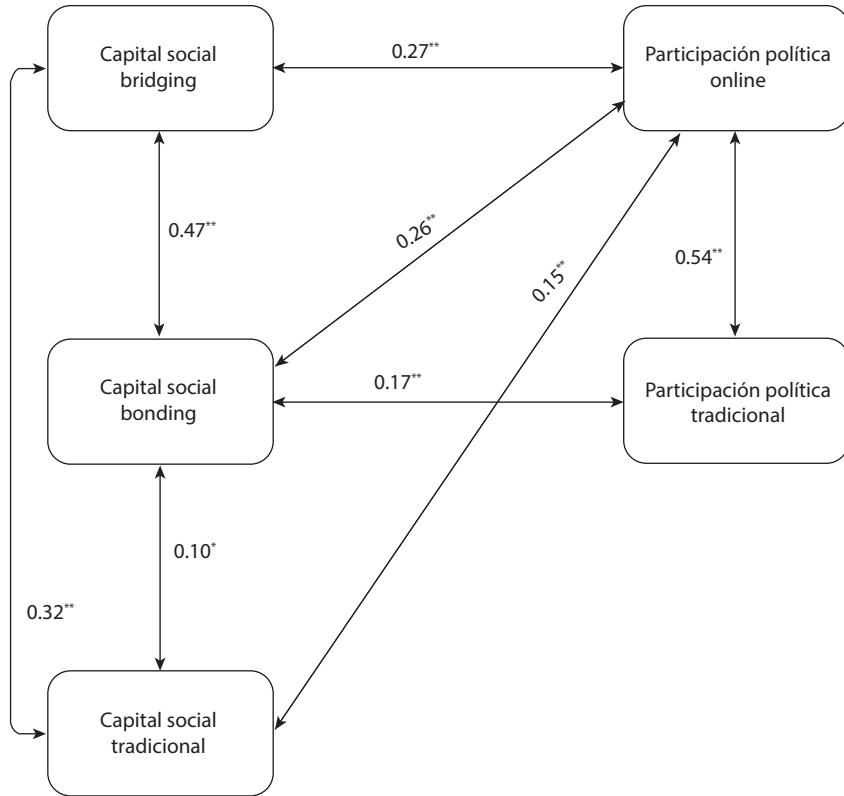 Capital social
bridging
0.27**
Participación política
online
0.47**
0.26**
0.15**
0.54**
Capital social
bonding
0.17**
Participación política
tradicional
0.10*
0.32**
Capital social
tradicional